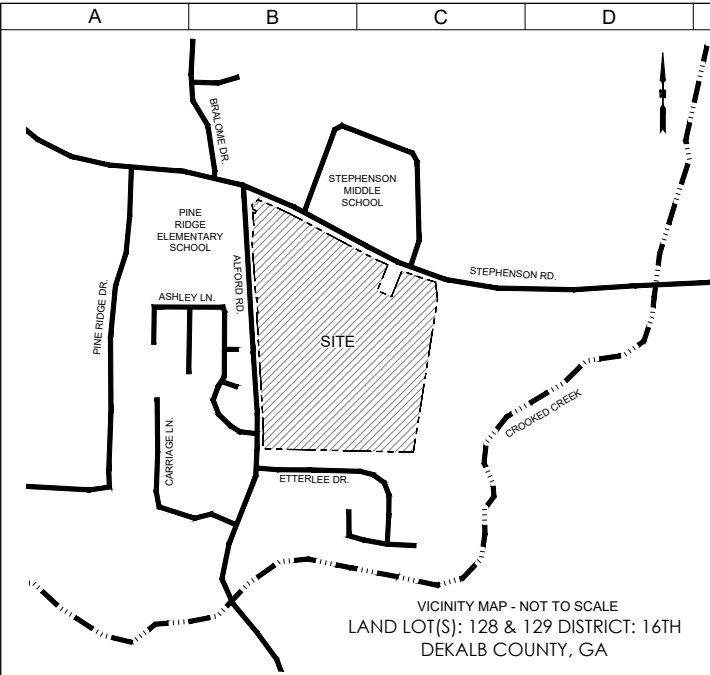 A
B
C
D
BRALOME DR.
STEPHENSON
MIDDLE
SCHOOL
PINE
RIDGE
ELEMENTARY
SCHOOL
ALFORD RD.
STEPHENSON RD.
PINE RIDGE DR.
ASHLEY LN.
SITE
CROOKED CREEK
CARRIAGE LN.
ETTERLEE DR.
VICINITY MAP - NOT TO SCALE
LAND LOT(S): 128 & 129 DISTRICT: 16TH
DEKALB COUNTY, GA